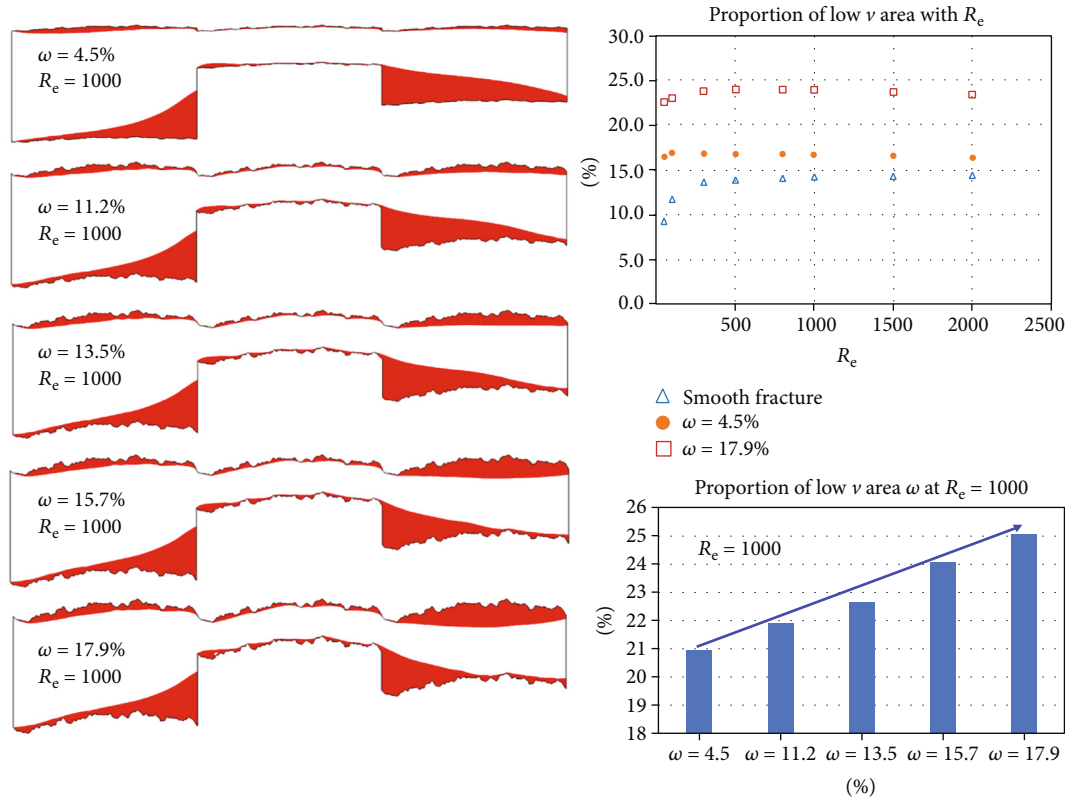 ω = 4.5%
Re = 1000
ω = 11.2%
Re = 1000
ω = 13.5%
Re = 1000
ω = 15.7%
Re = 1000
ω = 17.9%
Re = 1000
Proportion of low v area with Re
30.0
25.0
20.0
15.0
10.0
5.0
0.0
(%)
500 1000 1500 2000 2500
Re
Smooth fracture
ω = 4.5%
ω = 17.9%
Proportion of low v area ω at Re = 1000
26
25
24
23
22
21
20
19
18
(%)
Re = 1000
ω = 4.5 ω = 11.2 ω = 13.5 ω = 15.7 ω = 17.9
(%)